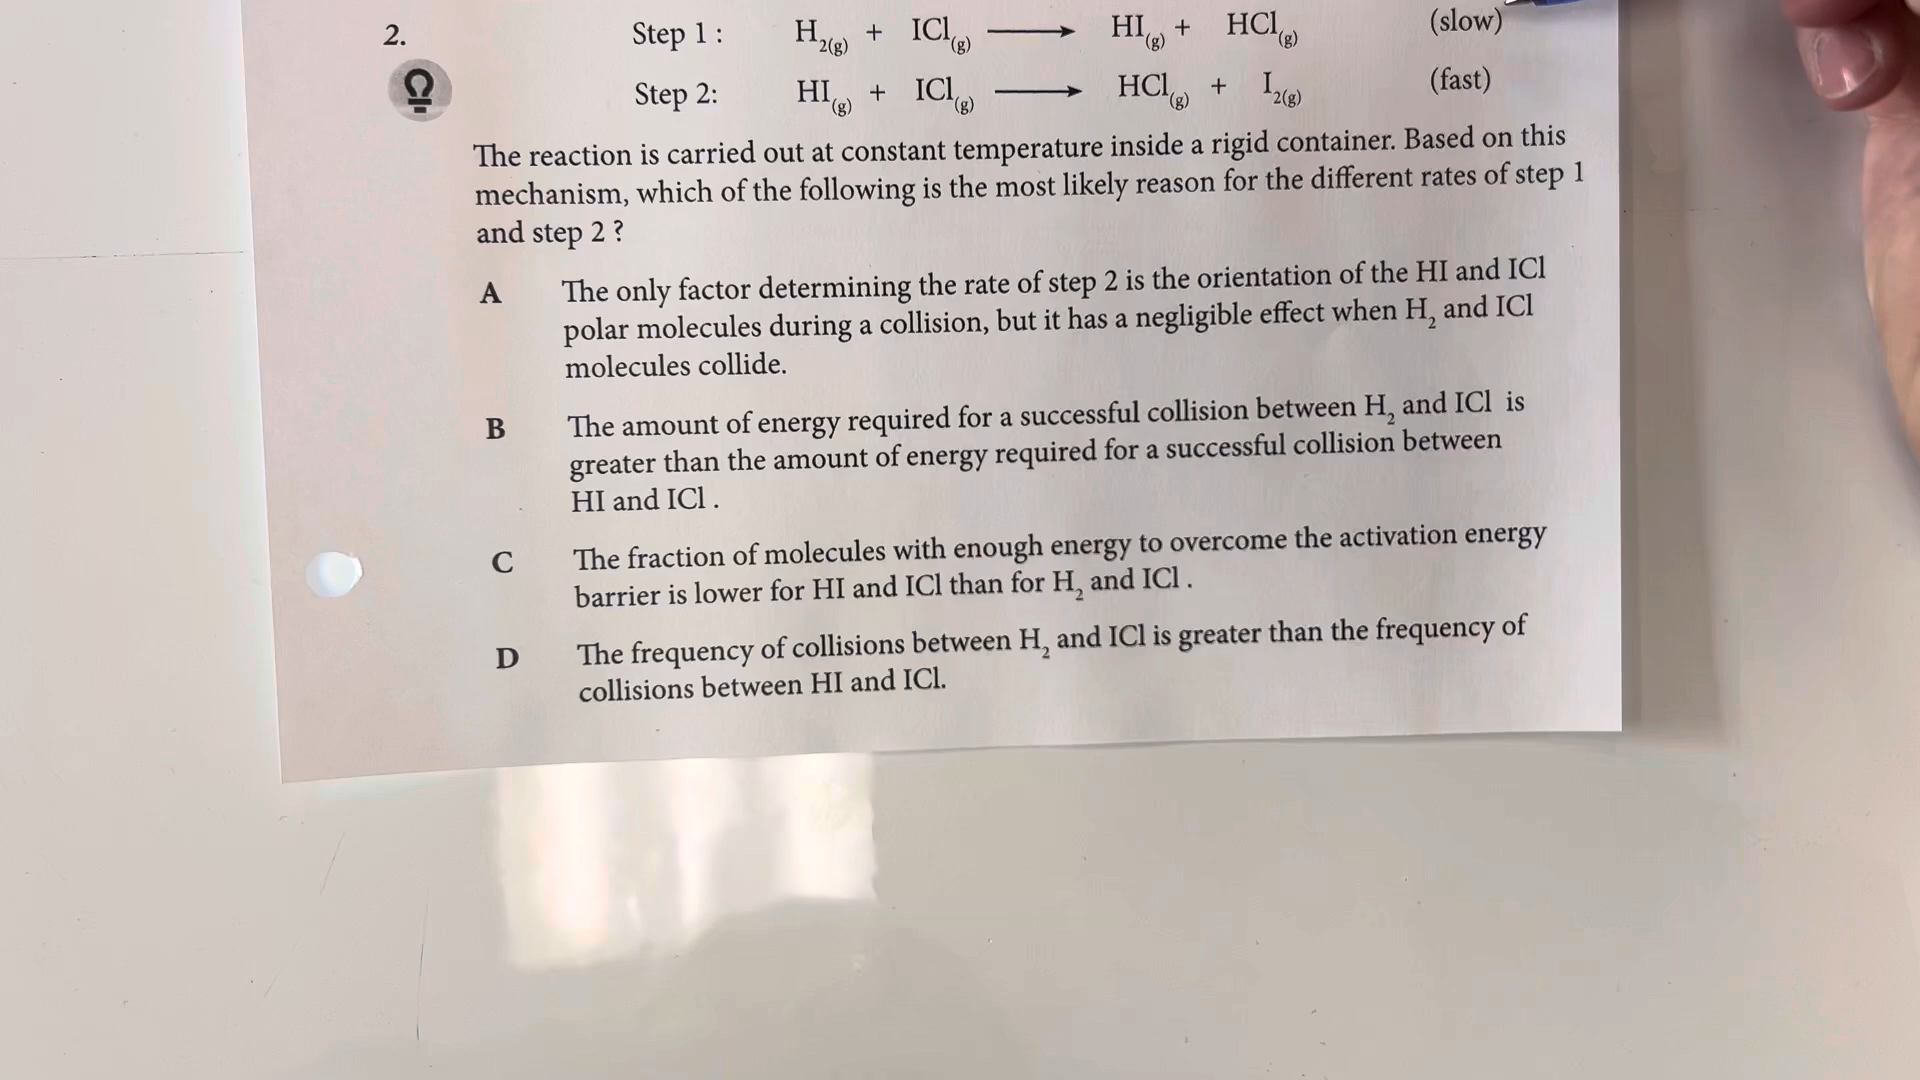 2. Step 1 : H₂(g) + ICl(g) ⟶ HI(g) + HCl(g) (slow)
Step 2: HI(g) + ICl(g) ⟶ HCl(g) + I₂(g) (fast)
The reaction is carried out at constant temperature inside a rigid container. Based on this
mechanism, which of the following is the most likely reason for the different rates of step 1
and step 2 ?
A The only factor determining the rate of step 2 is the orientation of the HI and ICl
polar molecules during a collision, but it has a negligible effect when H₂ and ICl
molecules collide.
B The amount of energy required for a successful collision between H₂ and ICl is
greater than the amount of energy required for a successful collision between
HI and ICl .
C The fraction of molecules with enough energy to overcome the activation energy
barrier is lower for HI and ICl than for H₂ and ICl .
D The frequency of collisions between H₂ and ICl is greater than the frequency of
collisions between HI and ICl.